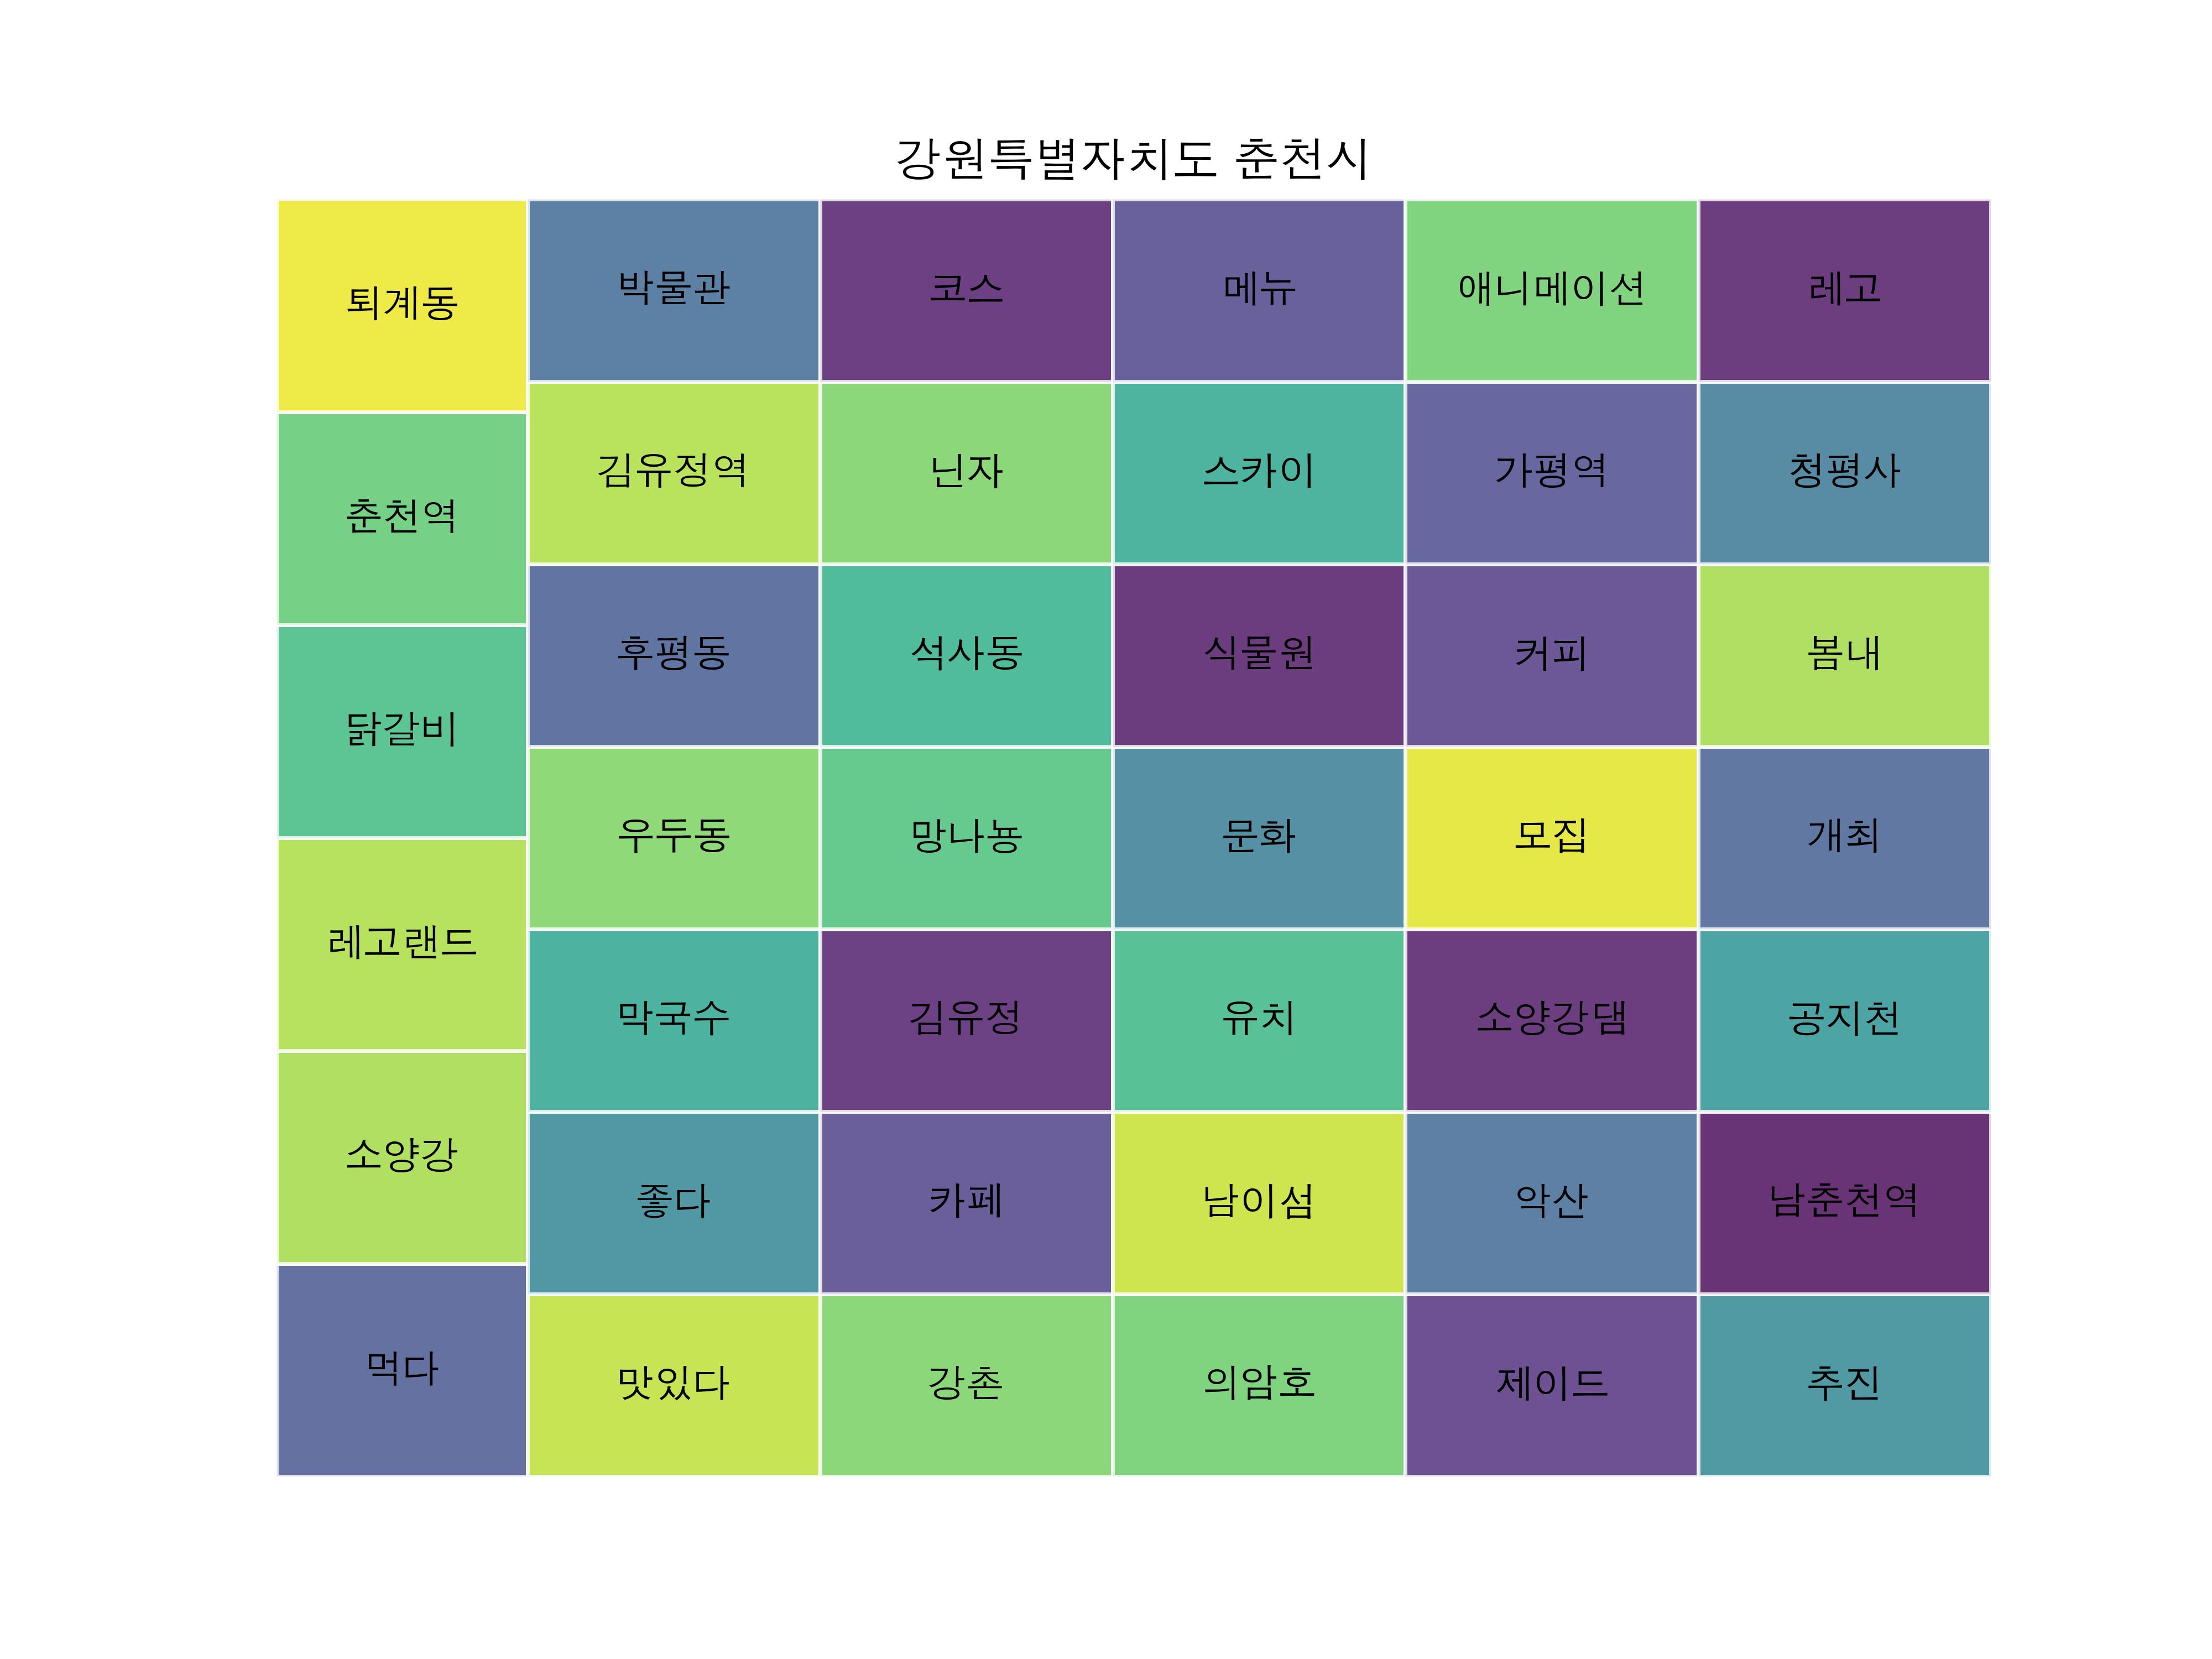 강원특별자치도 춘천시
퇴계동
춘천역
닭갈비
레고랜드
소양강
먹다
박물관
김유정역
후평동
우두동
막국수
좋다
맛있다
코스
닌자
석사동
망나뇽
김유정
카페
강촌
메뉴
스카이
식물원
문화
유치
남이섬
의암호
애니메이션
가평역
커피
모집
소양강댐
악산
제이드
레고
청평사
봄내
개최
공지천
남춘천역
추진